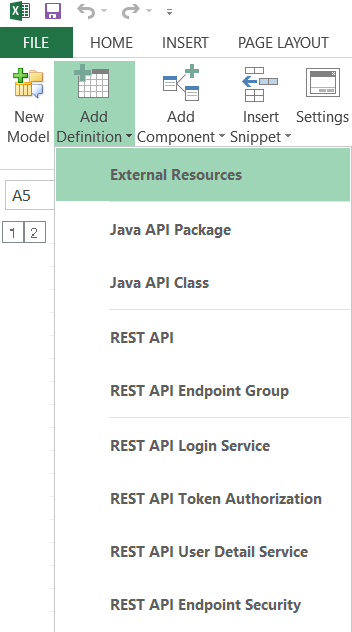 FILE HOME INSERT PAGE LAYOUT
New Model
Add Definition
Add Component
Insert Snippet
Settings
External Resources
A5
Java API Package
1 2
Java API Class
REST API
REST API Endpoint Group
REST API Login Service
REST API Token Authorization
REST API User Detail Service
REST API Endpoint Security